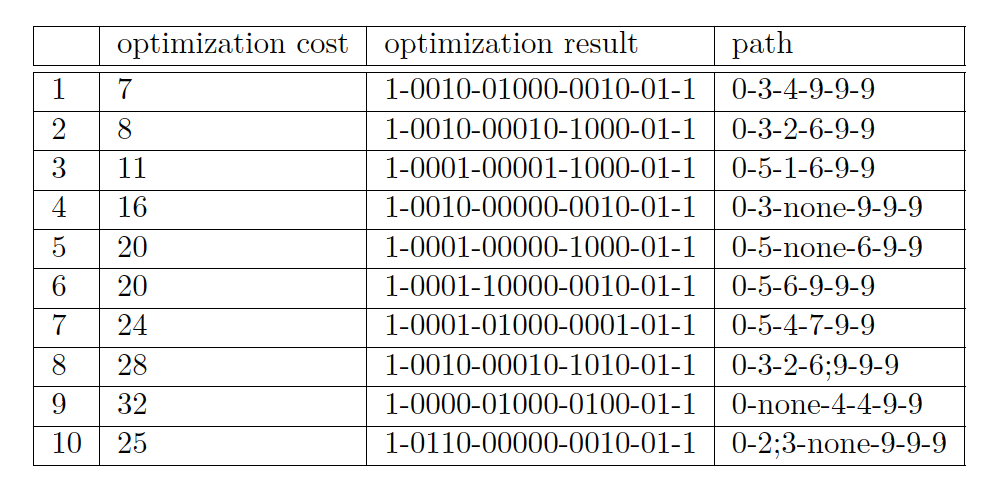 optimization cost optimization result path
1 7 1-0010-01000-0010-01-1 0-3-4-9-9-9
2 8 1-0010-00010-1000-01-1 0-3-2-6-9-9
3 11 1-0001-00001-1000-01-1 0-5-1-6-9-9
4 16 1-0010-00000-0010-01-1 0-3-none-9-9-9
5 20 1-0001-00000-1000-01-1 0-5-none-6-9-9
6 20 1-0001-10000-0010-01-1 0-5-6-9-9-9
7 24 1-0001-01000-0001-01-1 0-5-4-7-9-9
8 28 1-0010-00010-1010-01-1 0-3-2-6;9-9-9
9 32 1-0000-01000-0100-01-1 0-none-4-4-9-9
10 25 1-0110-00000-0010-01-1 0-2;3-none-9-9-9